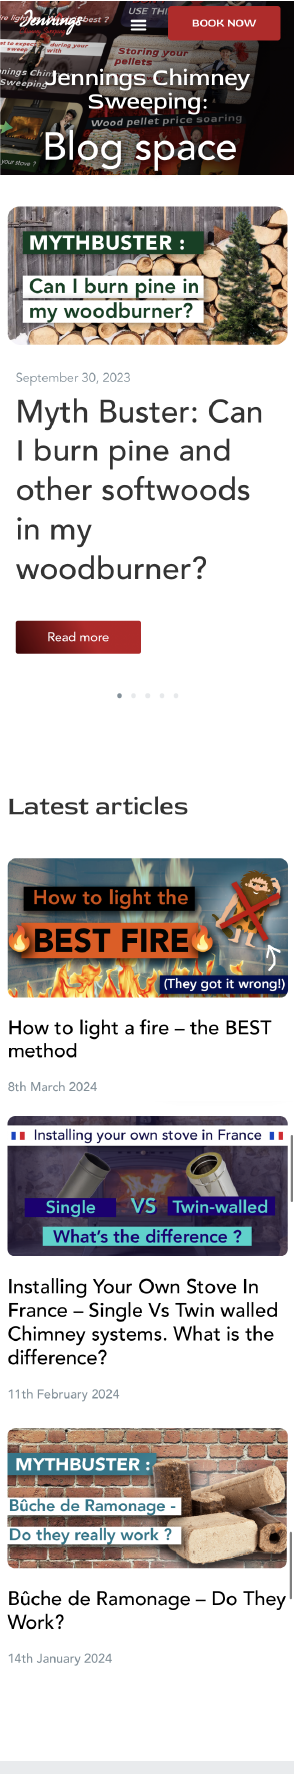 Jennings
BOOK NOW
Storing your
pellets
Jennings Chimney
Sweeping:
Wood pellet price soaring
Blog space
your stove ?
MYTHBUSTER :
Can I burn pine in
my woodburner?
September 30, 2023
Myth Buster: Can
I burn pine and
other softwoods
in my
woodburner?
Read more
Latest articles
How to light the
BEST FIRE
(They got it wrong!)
How to light a fire – the BEST
method
8th March 2024
Installing your own stove in France
Single VS Twin-walled
What's the difference ?
Installing Your Own Stove In
France – Single Vs Twin walled
Chimney systems. What is the
difference?
11th February 2024
MYTHBUSTER :
Bûche de Ramonage -
Do they really work ?
Bûche de Ramonage – Do They
Work?
14th January 2024